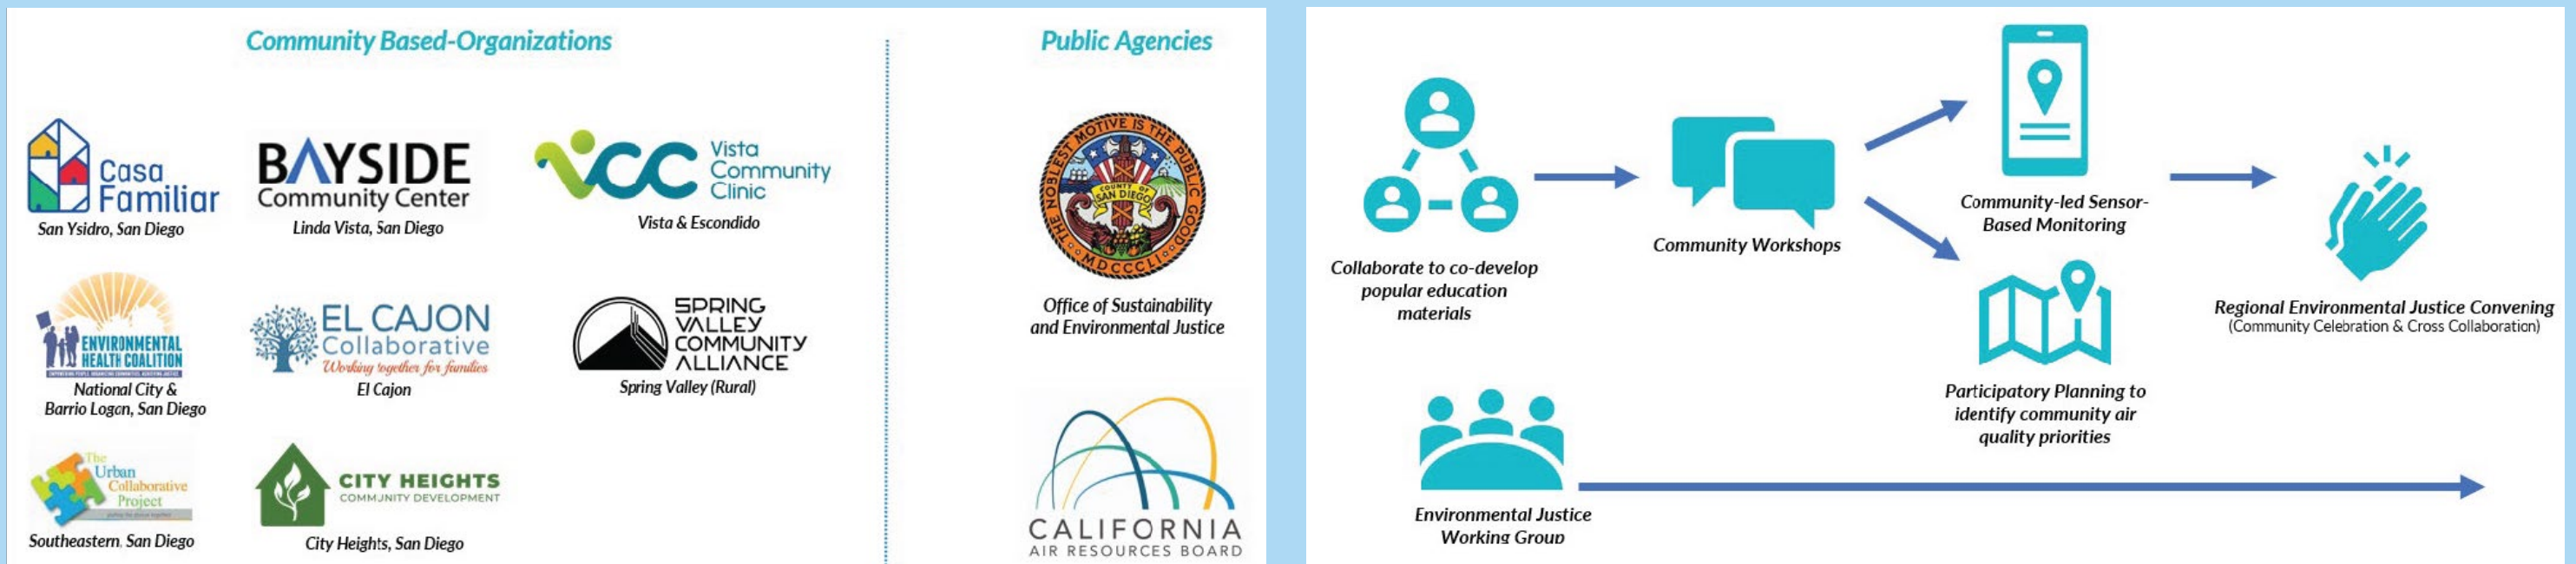 Community Based-Organizations
Public Agencies
Casa
Familiar
San Ysidro, San Diego
BAYSIDE
Community Center
Linda Vista, San Diego
VCC
Vista
Community
Clinic
Vista & Escondido
ENVIRONMENTAL
HEALTH COALITION
National City &
Barrio Logan, San Diego
EL CAJON
Collaborative
Working together for families
El Cajon
SPRING
VALLEY
COMMUNITY
ALLIANCE
Spring Valley (Rural)
The
Urban
Collaborative
Project
Southeastern, San Diego
CITY HEIGHTS
COMMUNITY DEVELOPMENT
City Heights, San Diego
THE NOBLEST MOTIVE IS THE PUBLIC GOOD
COUNTY OF
SAN DIEGO
MDCCCLII
Office of Sustainability
and Environmental Justice
CALIFORNIA
AIR RESOURCES BOARD
Collaborate to co-develop
popular education
materials
Community Workshops
Community-led Sensor-
Based Monitoring
Participatory Planning to
identify community air
quality priorities
Regional Environmental Justice Convening
(Community Celebration & Cross Collaboration)
Environmental Justice
Working Group